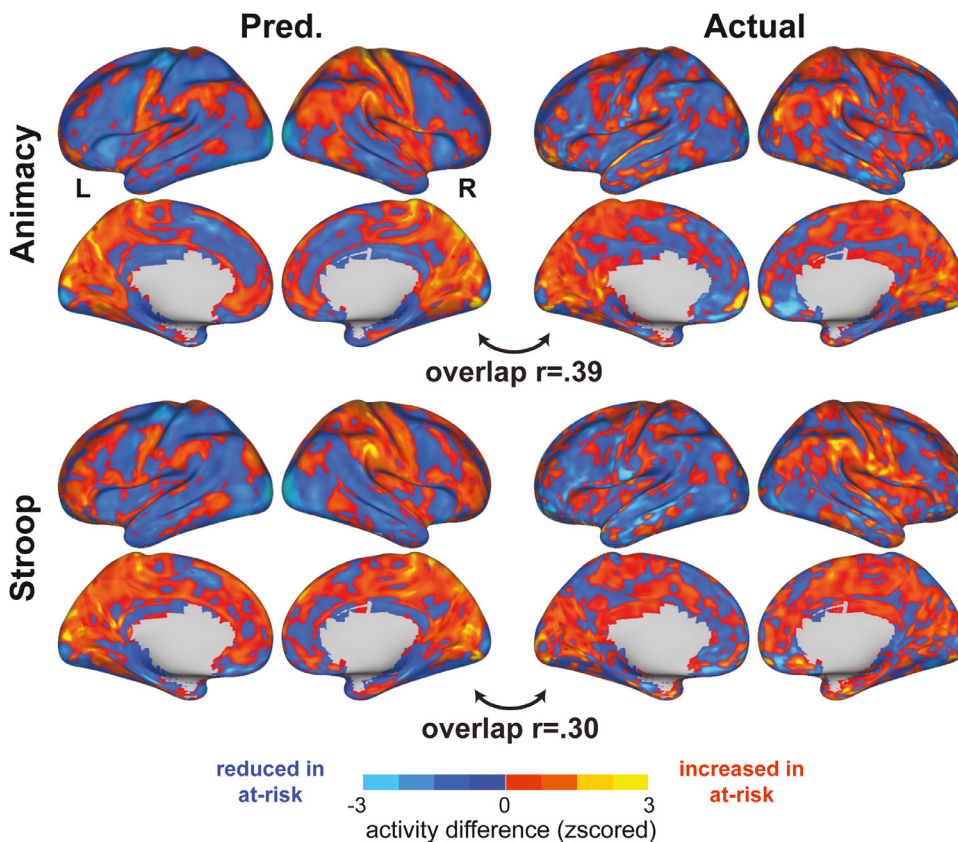 Pred.
Actual
Animacy
L
R
overlap r=.39
Stroop
overlap r=.30
reduced in
at-risk
-3
0
3
increased in
at-risk
activity difference (zscored)